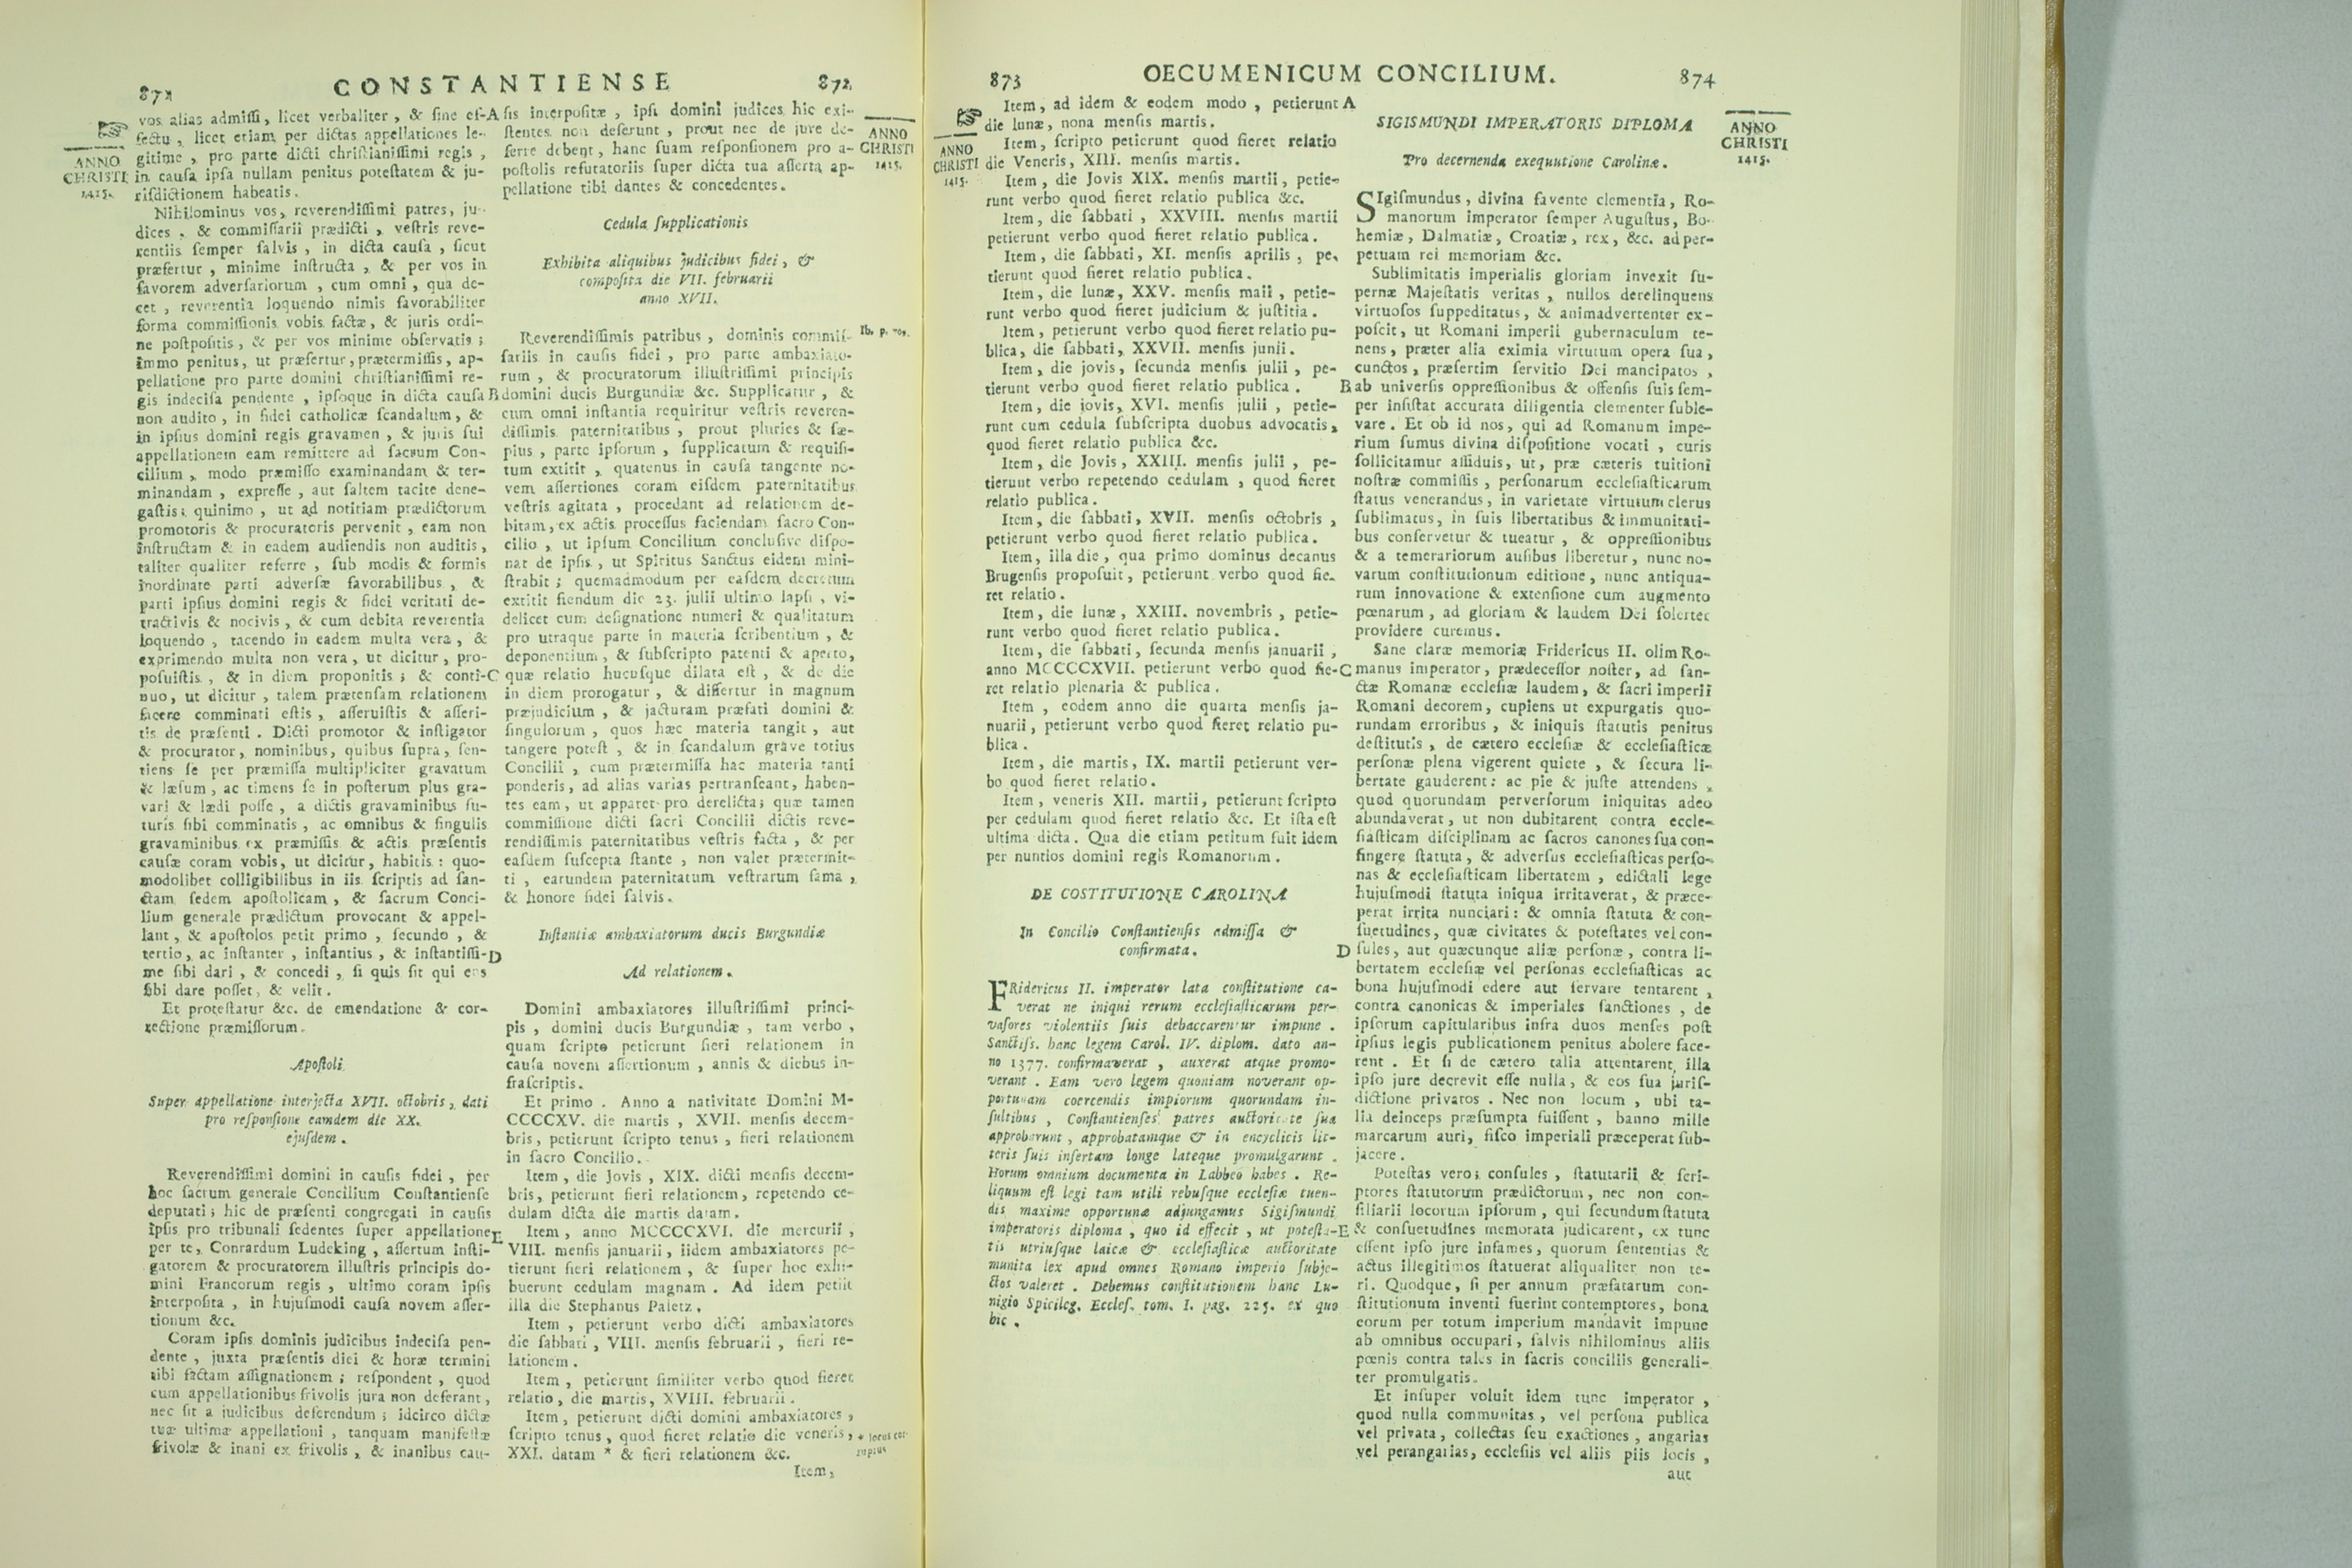 871
CONSTANTIENSE
872
ANNO
CHRISTI
1415.
vos alias admiſſi, licet verbaliter, & ſine ef-
fectu, licet etiam per dictas appellationes le-
gitime, pro parte dicti chriſtianiſſimi regis,
in cauſa ipſa nullam penitus poteſtatem & ju-
riſdictionem habeatis.
Nihilominus vos, reverendiſſimi patres, ju-
dices, & commiſſarii prædicti, veſtris reve-
rentiis ſemper ſalvis, in dicta cauſa, ſicut
præfertur, minime inſtructa, & per vos in
favorem adverſariorum, cum omni, qua de-
cet, reverentia loquendo nimis favorabiliter
forma commiſſionis vobis factæ, & juris ordi-
ne poſtpoſitis, & per vos minime obſervatis;
immo penitus, ut præfertur, prætermiſſis, ap-
pellatione pro parte domini chriſtianiſſimi re-
gis indeciſa pendente, ipſoque in dicta cauſa
non audito, in fidei catholicæ ſcandalum, &
in ipſius domini regis gravamen, & juris ſui
appellationem eam remittere ad ſacrum Con-
cilium, modo præmiſſo examinandam & ter-
minandam, expreſſe, aut ſaltem tacite dene-
gaſtis; quinimo, ut ad notitiam prædictorum
promotoris & procuratoris pervenit, eam non
inſtructam & in eadem audiendis non auditis,
taliter qualiter referre, ſub modis & formis
inordinate parti adverſæ favorabilibus, &
parti ipſius domini regis & fidei veritati de-
tractivis & nocivis, & cum debita reverentia
loquendo, tacendo in eadem multa vera, &
exprimendo multa non vera, ut dicitur, pro-
poſuiſtis, & in diem proponitis; & conti-
nuo, ut dicitur, talem prætenſam relationem
facere comminati eſtis, aſſeruiſtis & aſſeri-
tis de præſenti. Dicti promotor & inſtigator
& procurator, nominibus, quibus ſupra, ſen-
tiens ſe per præmiſſa multipliciter gravatum
& læſum, ac timens ſe in poſterum plus gra-
vari & lædi poſſe, a dictis gravaminibus fu-
turis ſibi comminatis, ac omnibus & ſingulis
gravaminibus ex præmiſſis & actis præſentis
cauſæ coram vobis, ut dicitur, habitis: quo-
modolibet colligibilibus in iis ſcriptis ad ſan-
ctam ſedem apoſtolicam, & ſacrum Conci-
lium generale prædictum provocant & appel-
lant, & apoſtolos petit primo, ſecundo, &
tertio, ac inſtanter, inſtantius, & inſtantiſſi-
me ſibi dari, & concedi, ſi quis ſit qui eos
ſibi dare poſſet, & velit.
Et proteſtatur &c. de emendatione & cor-
rectione præmiſſorum.
Apoſtoli
Super appellatione interjecta XVII. octobris, dati
pro reſponſione eamdem die XX.
ejuſdem.
Reverendiſſimi domini in cauſis fidei, per
hoc ſacrum generale Concilium Conſtantienſe
deputati; hic de præſenti congregati in cauſis
ipſis pro tribunali ſedentes ſuper appellatione
per te, Conrardum Ludeking, aſſertum inſti-
gatorem & procuratorem illuſtris principis do-
mini Francorum regis, ultimo coram ipſis
interpoſita, in hujuſmodi cauſa novem aſſer-
tionum &c.
Coram ipſis dominis judicibus indeciſa pen-
dente, juxta præſentis diei & horæ termini
tibi factam aſſignationem; reſpondent, quod
cum appellationibus frivolis jura non deferant,
nec ſit a judicibus deferendum; idcirco dictæ
tuæ ultimæ appellationi, tanquam manifeſtæ
frivolæ & inani ex frivolis, & inanibus cau-
A
B
C
D
E
ſis interpoſitæ, ipſi domini judices hic exi-
ſtentes non deferunt, prout nec de jure de-
ferre debent, hanc ſuam reſponſionem pro a-
poſtolis refutatoriis ſuper dicta tua aſſerta ap-
pellatione tibi dantes & concedentes.
Cedula ſupplicationis
Exhibita aliquibus judicibus fidei, &
compoſita die VII. februarii
anno XVII.
Reverendiſſimis patribus, dominis commiſ-
ſariis in cauſis fidei, pro parte ambaxiato-
rum, & procuratorum illuſtriſſimi principis
domini ducis Burgundiæ &c. Supplicatur, &
cum omni inſtantia requiritur veſtris reveren-
diſſimis paternitatibus, prout pluries & ſæ-
pius, parte ipſorum, ſupplicatum & requiſi-
tum extitit, quatenus in cauſa tangente no-
vem aſſertiones coram eiſdem paternitatibus
veſtris agitata, procedant ad relationem de-
bitam, ex actis proceſſus faciendam ſacro Con-
cilio, ut ipſum Concilium concluſive diſpo-
nat de ipſis, ut Spiritus Sanctus eidem mini-
ſtrabit; quemadmodum per eaſdem decretum
extitit fiendum die 23. julii ultimo lapſi, vi-
delicet cum deſignatione numeri & qualitatum
pro utraque parte in materia ſcribentium, &
deponentium, & ſubſcripto patenti & aperto,
quæ relatio hucuſque dilata eſt, & de die
in diem prorogatur, & differtur in magnum
præjudicium, & jacturam præfati domini &
ſingulorum, quos hæc materia tangit, aut
tangere poteſt, & in ſcandalum grave totius
Concilii, cum prætermiſſa hac materia tanti
ponderis, ad alias varias pertranſeant, haben-
tes eam, ut apparet pro derelicta; quæ tamen
commiſſione dicti ſacri Concilii dictis reve-
rendiſſimis paternitatibus veſtris facta, & per
eaſdem ſuſcepta ſtante, non valet prætermit-
ti, earundem paternitatum veſtrarum fama,
& honore fidei ſalvis.
Inſtantiæ ambaxiatorum ducis Burgundiæ
Ad relationem.
Domini ambaxiatores illuſtriſſimi princi-
pis, domini ducis Burgundiæ, tam verbo,
quam ſcripto petierunt fieri relationem in
cauſa novem aſſertionum, annis & diebus in-
fraſcriptis.
Et primo. Anno a nativitate Domini M-
CCCCXV. die martis, XVII. menſis decem-
bris, petierunt ſcripto tenus, fieri relationem
in ſacro Concilio.
Item, die Jovis, XIX. dicti menſis decem-
bris, petierunt fieri relationem, repetendo ce-
dulam dicta die martis datam.
Item, anno MCCCCXVI. die mercurii,
VIII. menſis januarii, iidem ambaxiatores pe-
tierunt fieri relationem, & ſuper hoc exhi-
buerunt cedulam magnam. Ad idem petiit
illa die Stephanus Paletz.
Item, petierunt verbo dicti ambaxiatores
die ſabbati, VIII. menſis februarii, fieri re-
lationem.
Item, petierunt ſimiliter verbo quod fieret
relatio, die martis, XVIII. februarii.
Item, petierunt dicti domini ambaxiatores,
ſcripto tenus, quod fieret relatio die veneris,
XXI. datam * & fieri relationem &c.
Item,
ANNO
CHRISTI
1415.
* locus cor-
ruptus
873
OECUMENICUM CONCILIUM.
874
ANNO
CHRISTI
1415.
Item, ad idem & eodem modo, petierunt
die lunæ, nona menſis martis.
Item, ſcripto petierunt quod fieret relatio
die Veneris, XIII. menſis martis.
Item, die Jovis XIX. menſis martii, petie-
runt verbo quod fieret relatio publica &c.
Item, die ſabbati, XXVIII. menſis martii
petierunt verbo quod fieret relatio publica.
Item, die ſabbati, XI. menſis aprilis, pe-
tierunt quod fieret relatio publica.
Item, die lunæ, XXV. menſis maii, petie-
runt verbo quod fieret judicium & juſtitia.
Item, petierunt verbo quod fieret relatio pu-
blica, die ſabbati, XXVII. menſis junii.
Item, die jovis, ſecunda menſis julii, pe-
tierunt verbo quod fieret relatio publica.
Item, die jovis, XVI. menſis julii, petie-
runt cum cedula ſubſcripta duobus advocatis,
quod fieret relatio publica &c.
Item, die Jovis, XXIII. menſis julii, pe-
tierunt verbo repetendo cedulam, quod fieret
relatio publica.
Item, die ſabbati, XVII. menſis octobris,
petierunt verbo quod fieret relatio publica.
Item, illa die, qua primo dominus decanus
Brugenſis propoſuit, petierunt verbo quod fie-
ret relatio.
Item, die lunæ, XXIII. novembris, petie-
runt verbo quod fieret relatio publica.
Item, die ſabbati, ſecunda menſis januarii,
anno MCCCCXVII. petierunt verbo quod fie-
ret relatio plenaria & publica.
Item, eodem anno die quarta menſis ja-
nuarii, petierunt verbo quod fieret relatio pu-
blica.
Item, die martis, IX. martii petierunt ver-
bo quod fieret relatio.
Item, veneris XII. martii, petierunt ſcripto
per cedulam quod fieret relatio &c. Et iſta eſt
ultima dicta. Qua die etiam petitum fuit idem
per nuntios domini regis Romanorum.
DE COSTITUTIONE CAROLINA
In Concilio Conſtantienſis admiſſa &
confirmata.
FRidericus II. imperator lata conſtitutione ca-
verat ne iniqui rerum eccleſiaſticarum per-
vaſores violentiis ſuis debaccarentur impune.
Sanctiſſ. hanc legem Carol. IV. diplom. dato an-
no 1377. confirmaverat, auxerat atque promo-
verant. Eam vero legem quoniam noverant op-
portunam coercendis impiorum quorundam in-
ſultibus, Conſtantienſes patres auctoritate ſua
approbarunt, approbatamque & in encyclicis lit-
teris ſuis inſertam longe lateque promulgarunt.
Horum omnium documenta in Labbeo habes. Re-
liquum eſt legi tam utili rebuſque eccleſiæ tuen-
dis maxime opportunæ adjungamus Sigiſmundi
imperatoris diploma, quo id effecit, ut poteſta-
tis utriuſque laicæ & eccleſiaſticæ auctoritate
munita lex apud omnes Romano imperio ſubje-
ctos valeret. Debemus conſtitutionem hanc Lu-
nigio Spicileg. Eccleſ. tom. I. pag. 225. ex quo
hic.
A
B
C
D
E
SIGISMUNDI IMPERATORIS DIPLOMA
Pro decernenda exequutione Carolinæ.
SIgiſmundus, divina favente clementia, Ro-
manorum imperator ſemper Auguſtus, Bo-
hemiæ, Dalmatiæ, Croatiæ, rex, &c. ad per-
petuam rei memoriam &c.
Sublimitatis imperialis gloriam invexit ſu-
pernæ Majeſtatis veritas, nullos derelinquens
virtuoſos ſuppeditatus, & animadvertenter ex-
poſcit, ut Romani imperii gubernaculum te-
nens, præter alia eximia virtutum opera ſua,
cunctos, præſertim ſervitio Dei mancipatos,
ab univerſis oppreſſionibus & offenſis ſuis ſem-
per inſiſtat accurata diligentia clementer ſuble-
vare. Et ob id nos, qui ad Romanum impe-
rium ſumus divina diſpoſitione vocati, curis
ſollicitamur aſſiduis, ut, præ cæteris tuitioni
noſtræ commiſſis, perſonarum eccleſiaſticarum
ſtatus venerandus, in varietate virtutum clerus
ſublimatus, in ſuis libertatibus & immunitati-
bus conſervetur & tueatur, & oppreſſionibus
& a temerariorum auſibus liberetur, nunc no-
varum conſtitutionum editione, nunc antiqua-
rum innovatione & extenſione cum augmento
pœnarum, ad gloriam & laudem Dei ſolerter
providere curemus.
Sane claræ memoriæ Fridericus II. olim Ro-
manus imperator, prædeceſſor noſter, ad ſan-
ctæ Romanæ eccleſiæ laudem, & ſacri imperii
Romani decorem, cupiens ut expurgatis quo-
rundam erroribus, & iniquis ſtatutis penitus
deſtitutis, de cætero eccleſiæ & eccleſiaſticæ
perſonæ plena vigerent quiete, & ſecura li-
bertate gauderent: ac pie & juſte attendens,
quod quorundam perverſorum iniquitas adeo
abundaverat, ut non dubitarent contra eccle-
ſiaſticam diſciplinam ac ſacros canones ſua con-
fingere ſtatuta, & adverſus eccleſiaſticas perſo-
nas & eccleſiaſticam libertatem, edictali lege
hujuſmodi ſtatuta iniqua irritaverat, & præce-
perat irrita nunciari: & omnia ſtatuta & con-
ſuetudines, quæ civitates & poteſtates vel con-
ſules, aut quæcunque aliæ perſonæ, contra li-
bertatem eccleſiæ vel perſonas eccleſiaſticas ac
bona hujuſmodi edere aut ſervare tentarent,
contra canonicas & imperiales ſanctiones, de
ipſorum capitularibus infra duos menſes poſt
ipſius legis publicationem penitus abolere face-
rent. Et ſi de cætero talia attentarent, illa
ipſo jure decrevit eſſe nulla, & eos ſua juriſ-
dictione privatos. Nec non locum, ubi ta-
lia deinceps præſumpta fuiſſent, banno mille
marcarum auri, fiſco imperiali præceperat ſub-
jacere.
Poteſtas vero; conſules, ſtatutarii & ſcri-
ptores ſtatutorum prædictorum, nec non con-
ſiliarii locorum ipſorum, qui ſecundum ſtatuta
& conſuetudines memorata judicarent, ex tunc
eſſent ipſo jure infames, quorum ſententias &
actus illegitimos ſtatuerat aliqualiter non te-
ri. Quodque, ſi per annum præfatarum con-
ſtitutionum inventi fuerint contemptores, bona
eorum per totum imperium mandavit impune
ab omnibus occupari, ſalvis nihilominus aliis
pœnis contra tales in ſacris conciliis generali-
ter promulgatis.
Et inſuper voluit idem tunc imperator,
quod nulla communitas, vel perſona publica
vel privata, collectas ſeu exactiones, angarias
vel perangarias, eccleſiis vel aliis piis locis,
aut
ANNO
CHRISTI
1415.